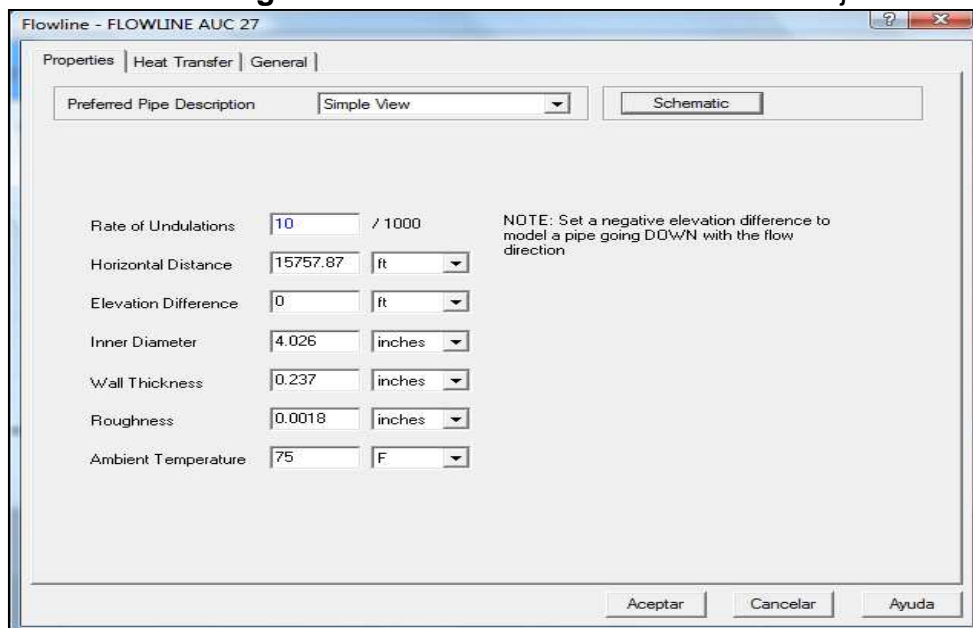 Flowline - FLOWLINE AUC 27
Properties Heat Transfer General
Preferred Pipe Description Simple View Schematic
Rate of Undulations 10 / 1000
NOTE: Set a negative elevation difference to
model a pipe going DOWN with the flow
direction
Horizontal Distance 15757.87 ft
Elevation Difference 0 ft
Inner Diameter 4.026 inches
Wall Thickness 0.237 inches
Roughness 0.0018 inches
Ambient Temperature 75 F
Aceptar Cancelar Ayuda